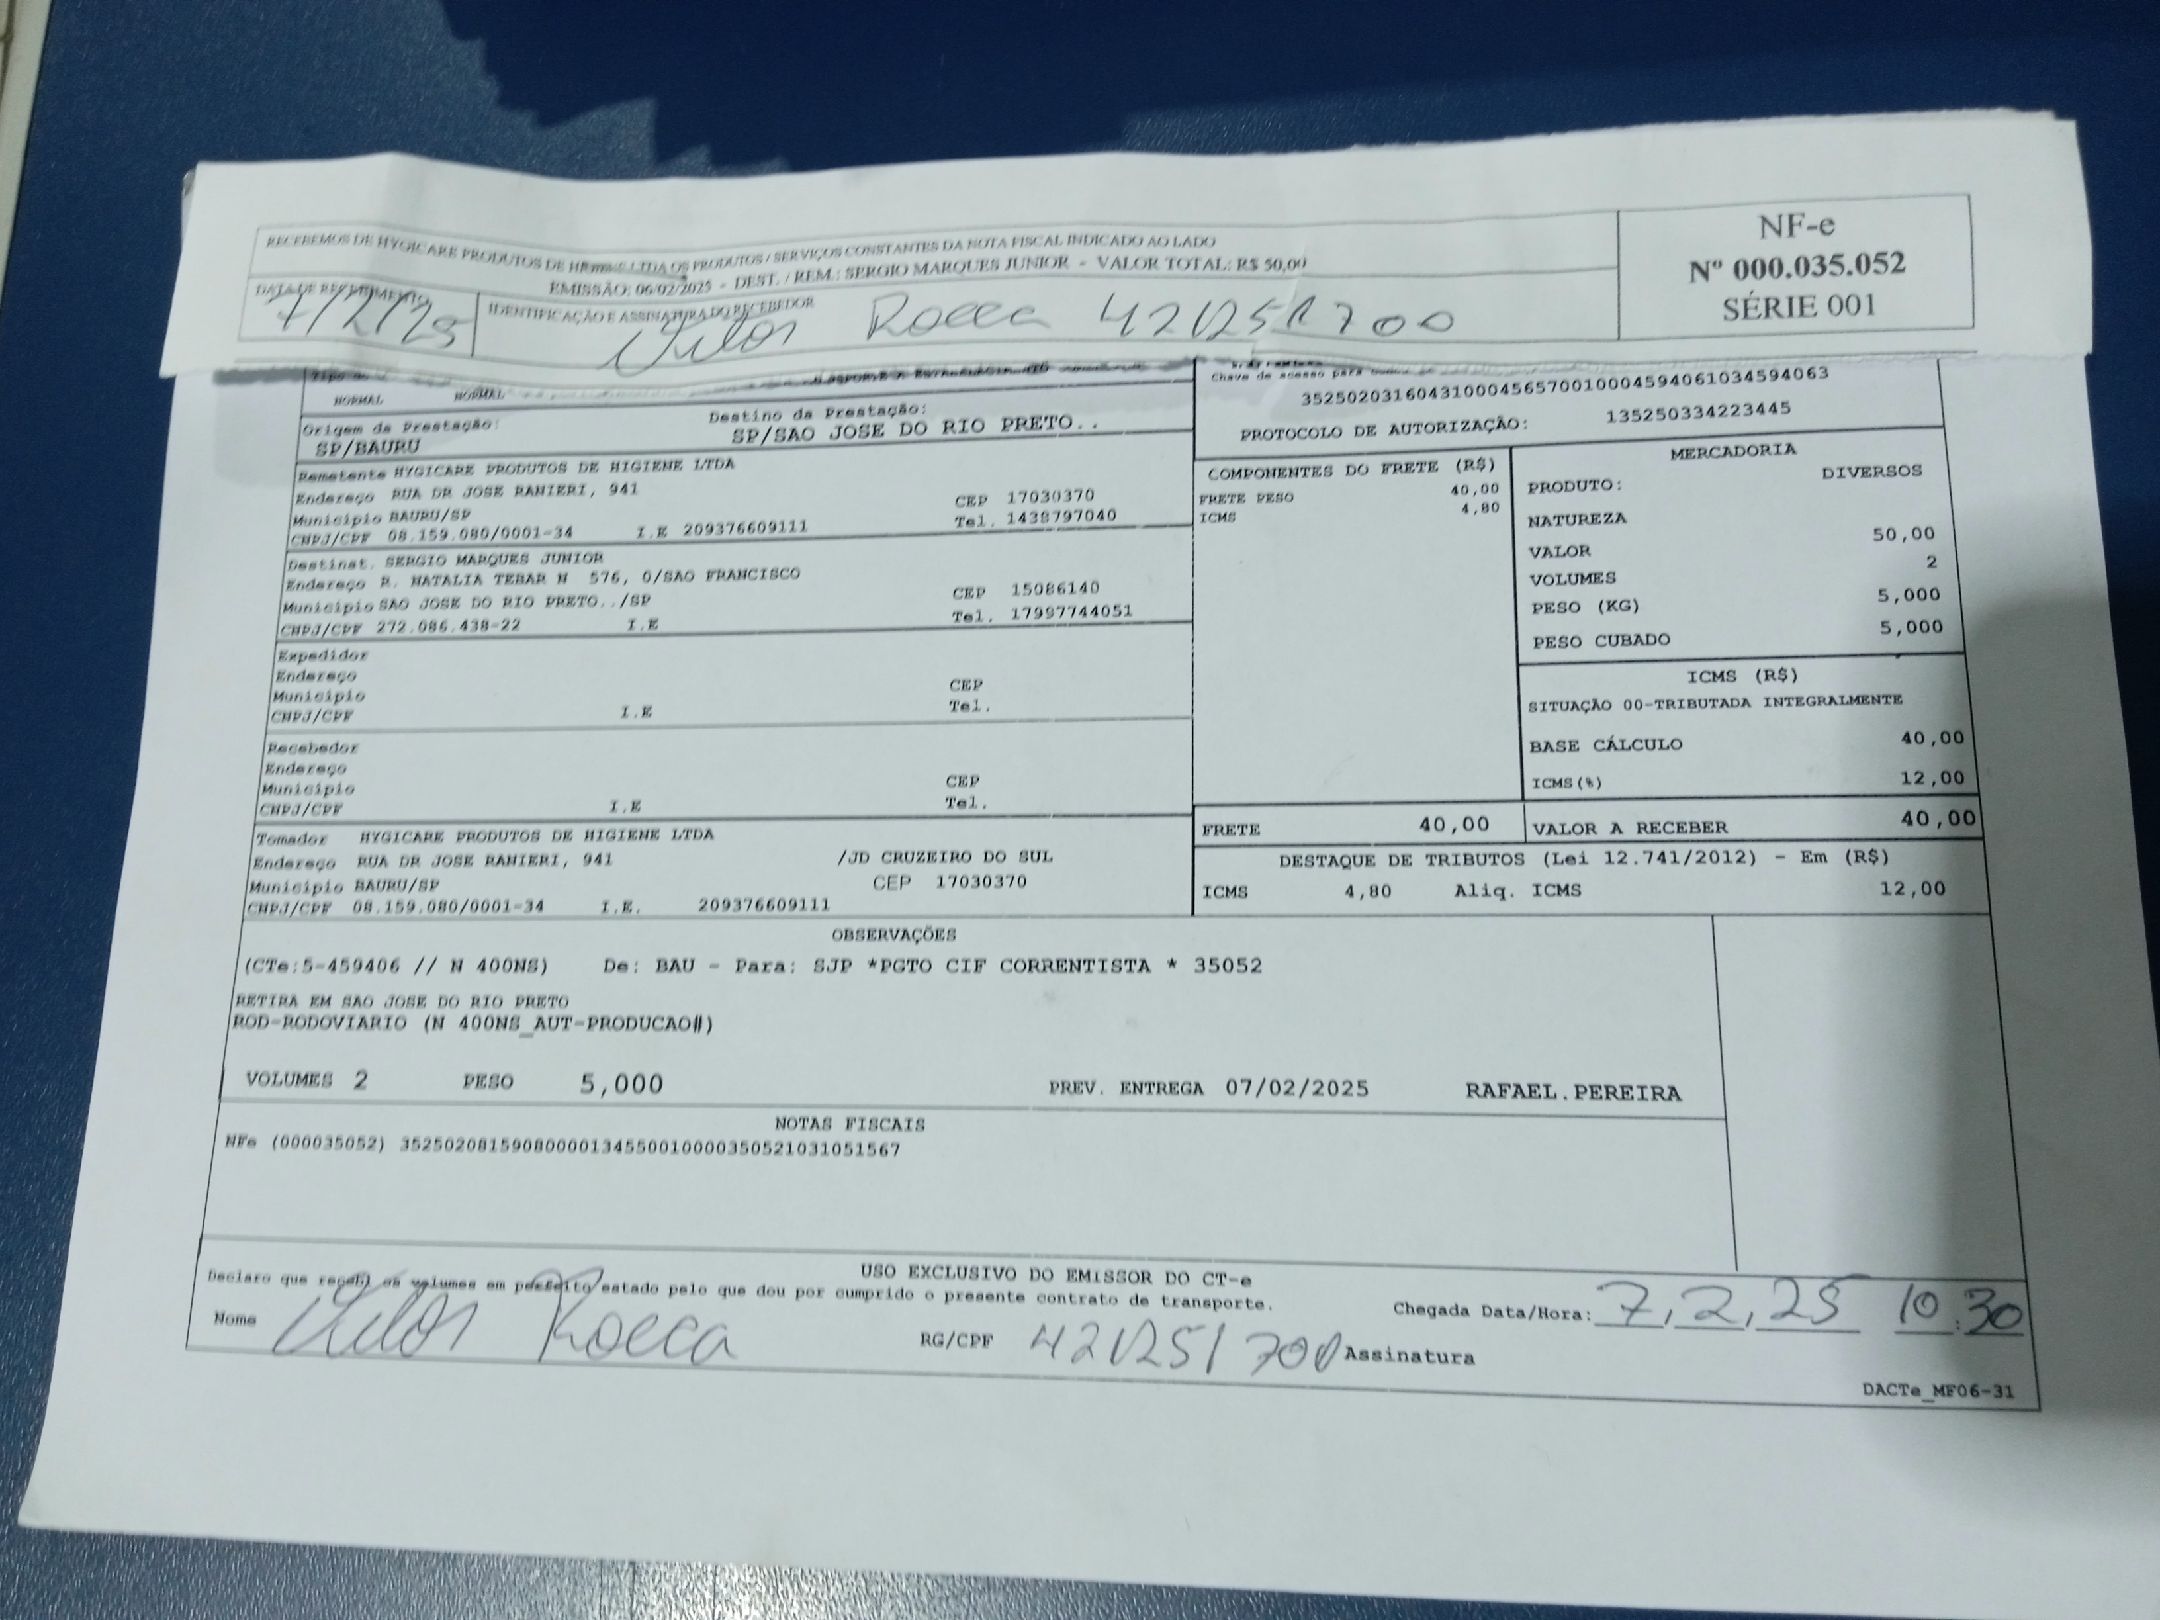 RECEBEMOS DE HYGICARE PRODUTOS DE HIGIENE LTDA OS PRODUTOS / SERVIÇOS CONSTANTES DA NOTA FISCAL INDICADO AO LADO
EMISSÃO: 06/02/2025 - DEST. / REM.: SERGIO MARQUES JUNIOR - VALOR TOTAL: R$ 50,00
DATA DE RECEBIMENTO
7/2/25
IDENTIFICAÇÃO E ASSINATURA DO RECEBEDOR
Rocca
NF-e
Nº 000.035.052
SÉRIE 001
NORMAL NORMAL
Chave de acesso para
35250203160431000456570010004594061034594063
Origem da Prestação:
SP/BAURU
Destino da Prestação:
SP/SAO JOSE DO RIO PRETO..
PROTOCOLO DE AUTORIZAÇÃO: 135250334223445
Remetente HYGICARE PRODUTOS DE HIGIENE LTDA
Endereço RUA DR JOSE RANIERI, 941 CEP 17030370
Município BAURU/SP Tel. 1438797040
CNPJ/CPF 08.159.080/0001-34 I.E 209376609111
Destinat. SERGIO MARQUES JUNIOR
Endereço R. NATALIA TEBAR N 576, 0/SAO FRANCISCO CEP 15086140
Município SAO JOSE DO RIO PRETO../SP Tel. 17997744051
CNPJ/CPF 272.086.438-22 I.E
Expedidor
Endereço CEP
Município Tel.
CNPJ/CPF I.E
Recebedor
Endereço CEP
Município Tel.
CNPJ/CPF I.E
Tomador HYGICARE PRODUTOS DE HIGIENE LTDA
Endereço RUA DR JOSE RANIERI, 941 /JD CRUZEIRO DO SUL
Município BAURU/SP CEP 17030370
CNPJ/CPF 08.159.080/0001-34 I.E. 209376609111
COMPONENTES DO FRETE (R$)
FRETE PESO 40,00
ICMS 4,80
MERCADORIA
PRODUTO: DIVERSOS
NATUREZA
VALOR 50,00
VOLUMES 2
PESO (KG) 5,000
PESO CUBADO 5,000
ICMS (R$)
SITUAÇÃO 00-TRIBUTADA INTEGRALMENTE
BASE CÁLCULO 40,00
ICMS(%) 12,00
FRETE 40,00 VALOR A RECEBER 40,00
DESTAQUE DE TRIBUTOS (Lei 12.741/2012) - Em (R$)
ICMS 4,80 Aliq. ICMS 12,00
OBSERVAÇÕES
(CTe:5-459406 // N 400NS) De: BAU - Para: SJP *PGTO CIF CORRENTISTA * 35052
RETIRA EM SAO JOSE DO RIO PRETO
ROD-RODOVIARIO (N 400NS_AUT-PRODUCAO#)
VOLUMES 2 PESO 5,000 PREV. ENTREGA 07/02/2025 RAFAEL.PEREIRA
NOTAS FISCAIS
NFe (000035052) 35250208159080000134550010000350521031051567
USO EXCLUSIVO DO EMISSOR DO CT-e
Declaro que recebi os volumes em perfeito estado pelo que dou por cumprido o presente contrato de transporte.
Nome Rocca RG/CPF Assinatura
Chegada Data/Hora: 7,2,25 10:30
DACTe_MF06-31